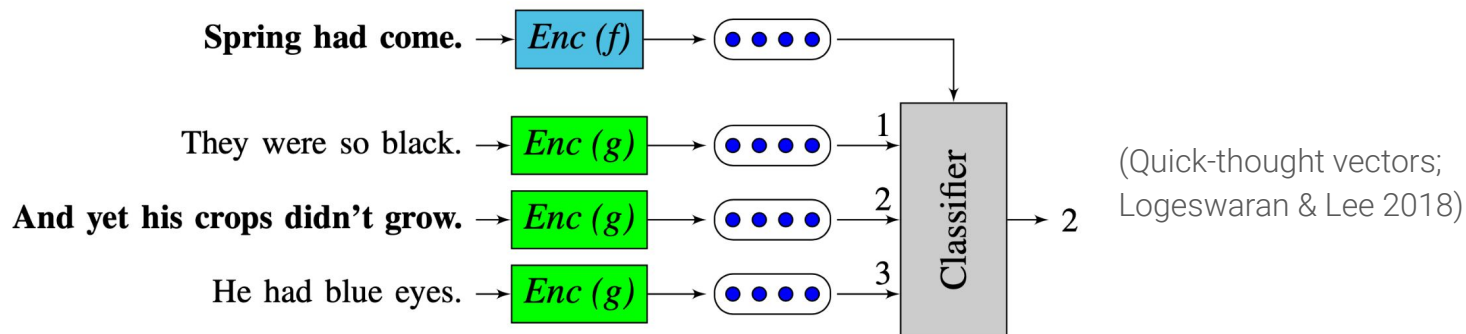 Spring had come. Enc (f)
They were so black. Enc (g) 1
And yet his crops didn't grow. Enc (g) 2
He had blue eyes. Enc (g) 3
Classifier
2
(Quick-thought vectors;
Logeswaran & Lee 2018)